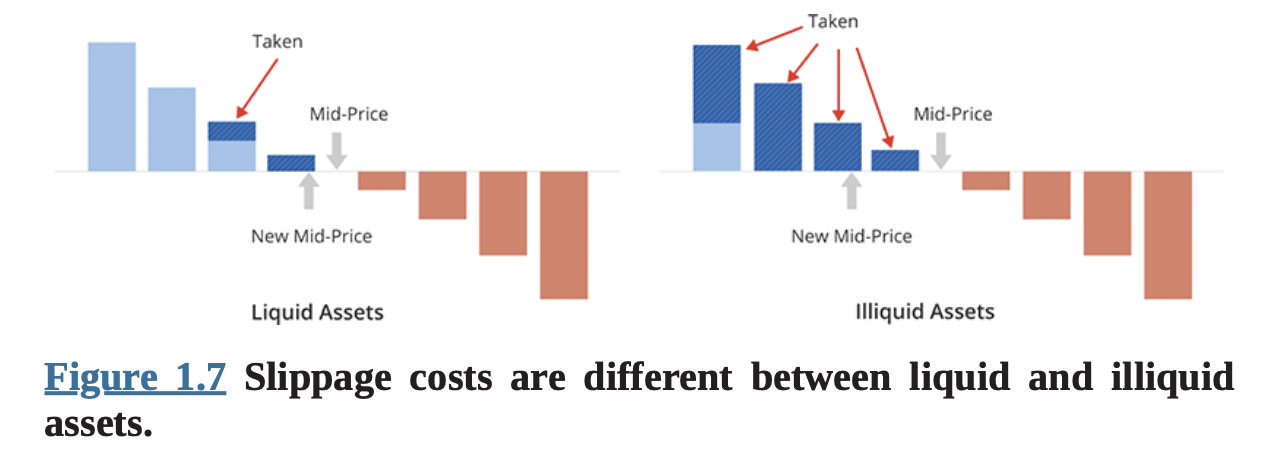 Taken
Mid-Price
New Mid-Price
Liquid Assets
Taken
Mid-Price
New Mid-Price
Illiquid Assets
Figure 1.7 Slippage costs are different between liquid and illiquid
assets.